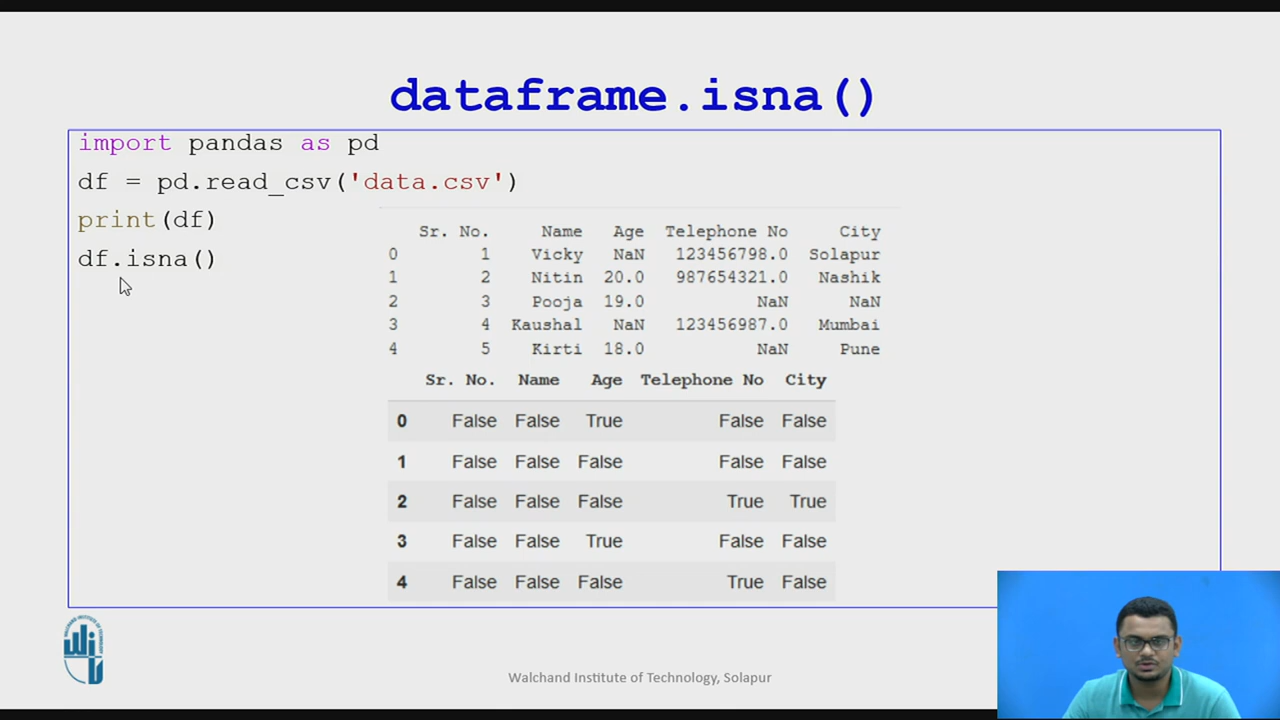 dataframe.isna()
import pandas as pd
df = pd.read_csv('data.csv')
print(df)
df.isna()
Sr. No. Name Age Telephone No City
0 1 Vicky NaN 123456798.0 Solapur
1 2 Nitin 20.0 987654321.0 Nashik
2 3 Pooja 19.0 NaN NaN
3 4 Kaushal NaN 123456987.0 Mumbai
4 5 Kirti 18.0 NaN Pune
Sr. No. Name Age Telephone No City
0 False False True False False
1 False False False False False
2 False False False True True
3 False False True False False
4 False False False True False
Walchand Institute of Technology, Solapur